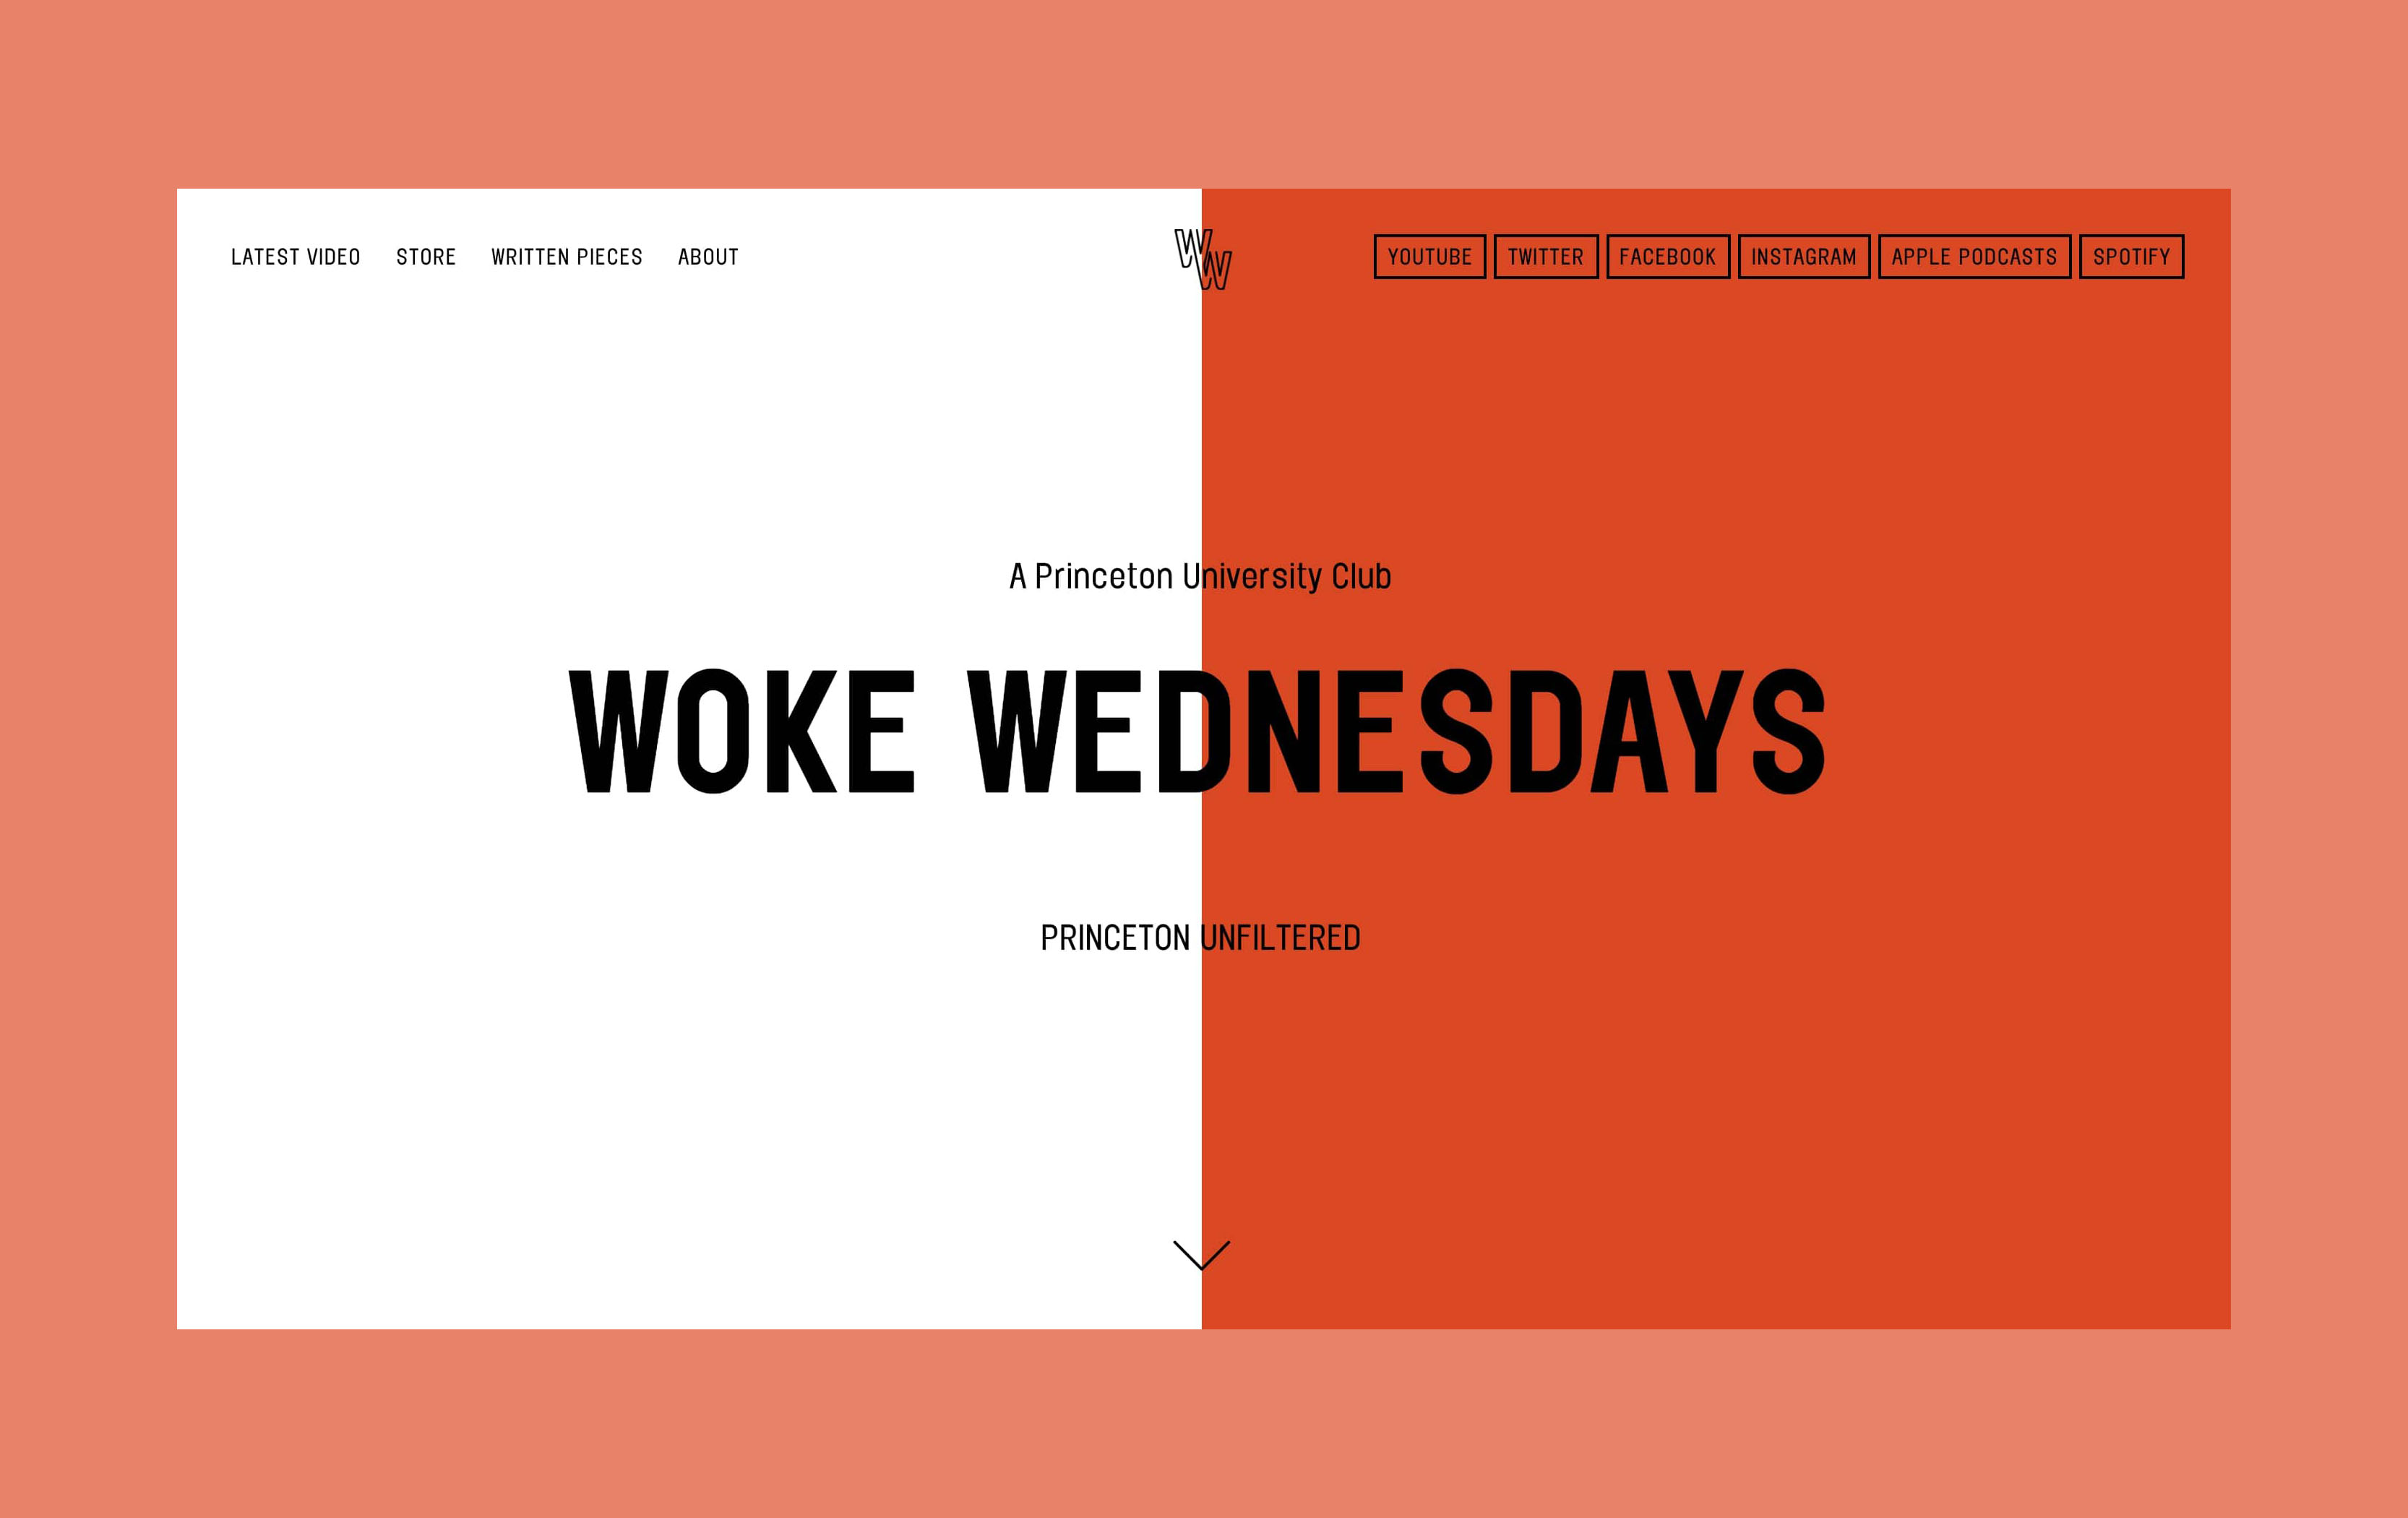 LATEST VIDEO STORE WRITTEN PIECES ABOUT WW YOUTUBE TWITTER FACEBOOK INSTAGRAM APPLE PODCASTS SPOTIFY
A Princeton University Club
WOKE WEDNESDAYS
PRINCETON UNFILTERED